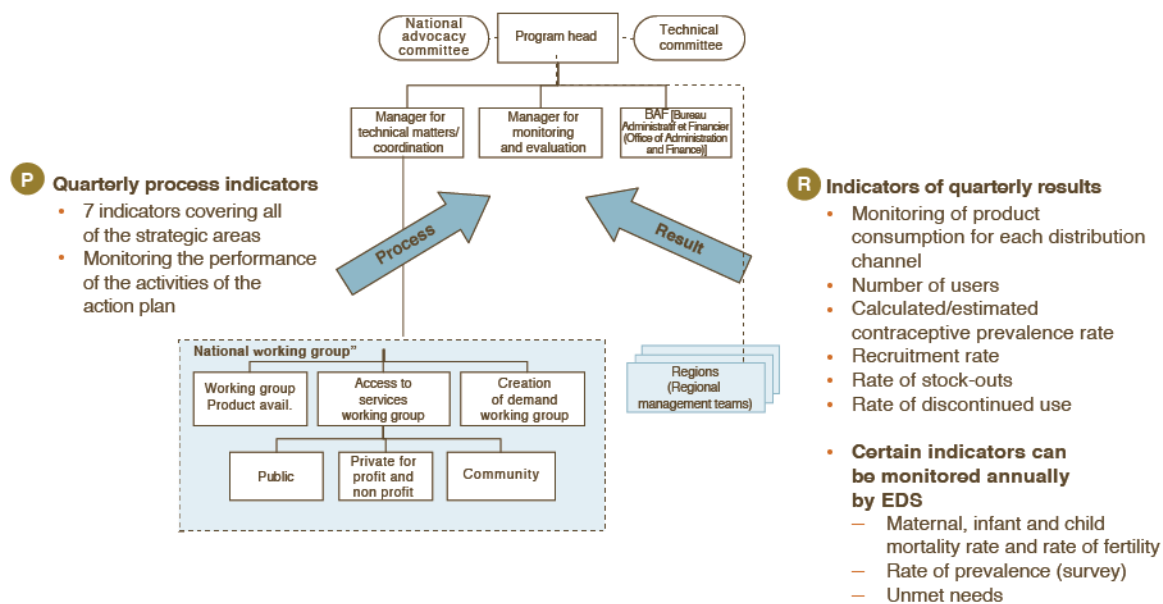 National
advocacy
committee
Program head
Technical
committee
Manager for
technical matters/
coordination
Manager for
monitoring
and evaluation
BAF [Bureau
Administratif et Financier
(Office of Administration
and Finance)]
P
Quarterly process indicators
• 7 indicators covering all
of the strategic areas
• Monitoring the performance
of the activities of the
action plan
Process
Result
R
Indicators of quarterly results
• Monitoring of product
consumption for each distribution
channel
• Number of users
• Calculated/estimated
contraceptive prevalence rate
• Recruitment rate
• Rate of stock-outs
• Rate of discontinued use
• Certain indicators can
be monitored annually
by EDS
– Maternal, infant and child
mortality rate and rate of fertility
– Rate of prevalence (survey)
– Unmet needs
National working group”
Working group
Product avail.
Access to
services
working group
Creation
of demand
working group
Public
Private for
profit and
non profit
Community
Regions
(Regional
management teams)